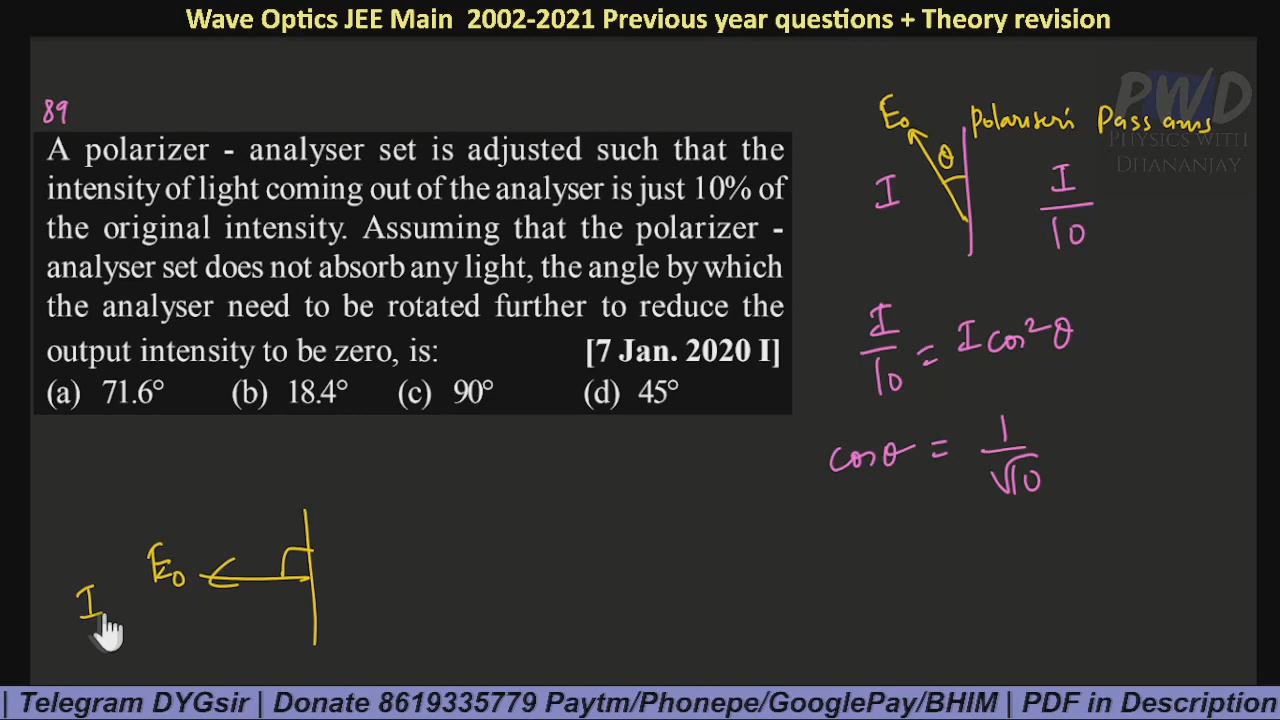 Wave Optics JEE Main 2002-2021 Previous year questions + Theory revision
89
A polarizer - analyser set is adjusted such that the
intensity of light coming out of the analyser is just 10% of
the original intensity. Assuming that the polarizer -
analyser set does not absorb any light, the angle by which
the analyser need to be rotated further to reduce the
output intensity to be zero, is: [7 Jan. 2020 I]
(a) 71.6° (b) 18.4° (c) 90° (d) 45°
E₀ θ polariser's Pass axis
PWD
PHYSICS WITH
DHANANJAY
I I/10
I/10 = I cos²θ
cosθ = 1/√10
E₀
I
| Telegram DYGsir | Donate 8619335779 Paytm/Phonepe/GooglePay/BHIM | PDF in Description